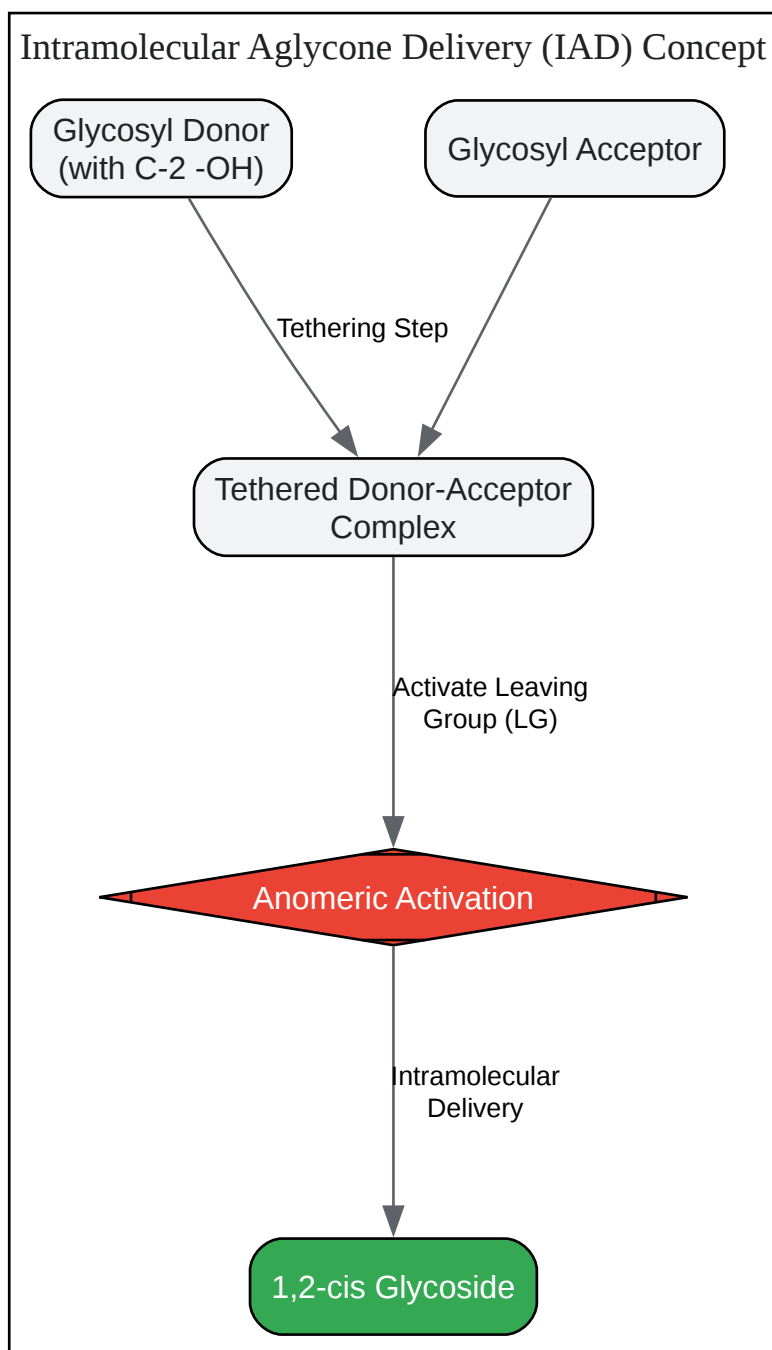 Intramolecular Aglycone Delivery (IAD) Concept
Glycosyl Donor
(with C-2 -OH)
Glycosyl Acceptor
Tethering Step
Tethered Donor-Acceptor
Complex
Activate Leaving
Group (LG)
Anomeric Activation
Intramolecular
Delivery
1,2-cis Glycoside